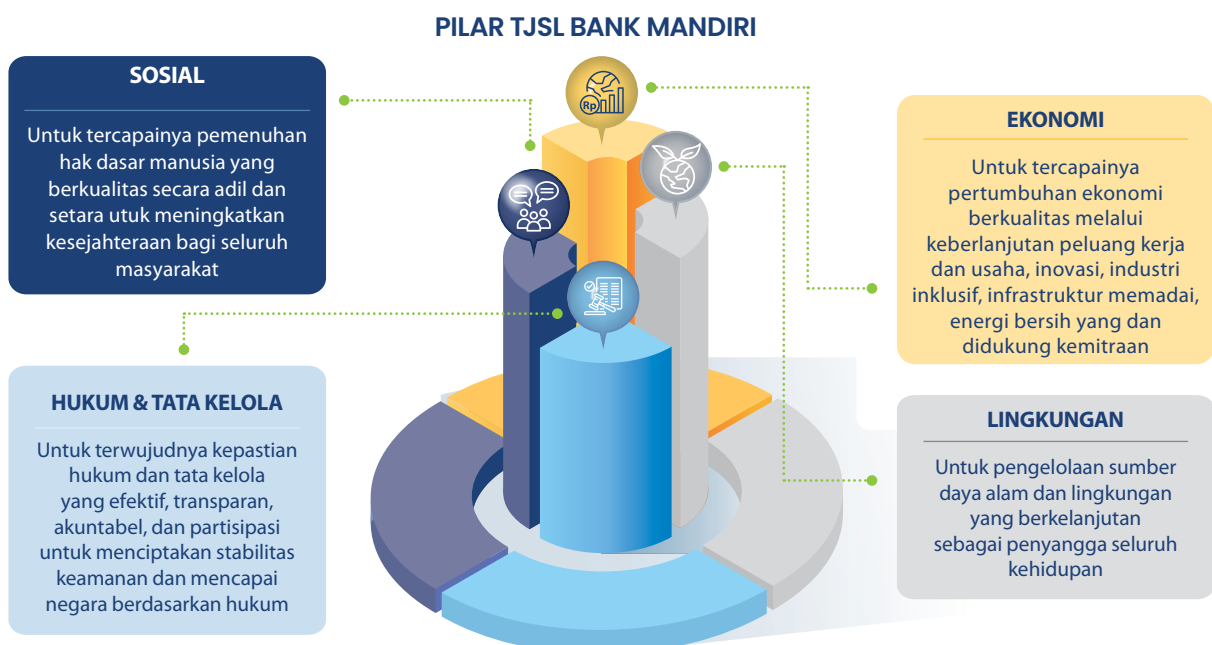 PILAR TJSL BANK MANDIRI
SOSIAL
Untuk tercapainya pemenuhan
hak dasar manusia yang
berkualitas secara adil dan
setara utuk meningkatkan
kesejahteraan bagi seluruh
masyarakat
HUKUM & TATA KELOLA
Untuk terwujudnya kepastian
hukum dan tata kelola
yang efektif, transparan,
akuntabel, dan partisipasi
untuk menciptakan stabilitas
keamanan dan mencapai
negara berdasarkan hukum
Rp
EKONOMI
Untuk tercapainya
pertumbuhan ekonomi
berkualitas melalui
keberlanjutan peluang kerja
dan usaha, inovasi, industri
inklusif, infrastruktur memadai,
energi bersih yang dan
didukung kemitraan
LINGKUNGAN
Untuk pengelolaan sumber
daya alam dan lingkungan
yang berkelanjutan
sebagai penyangga seluruh
kehidupan